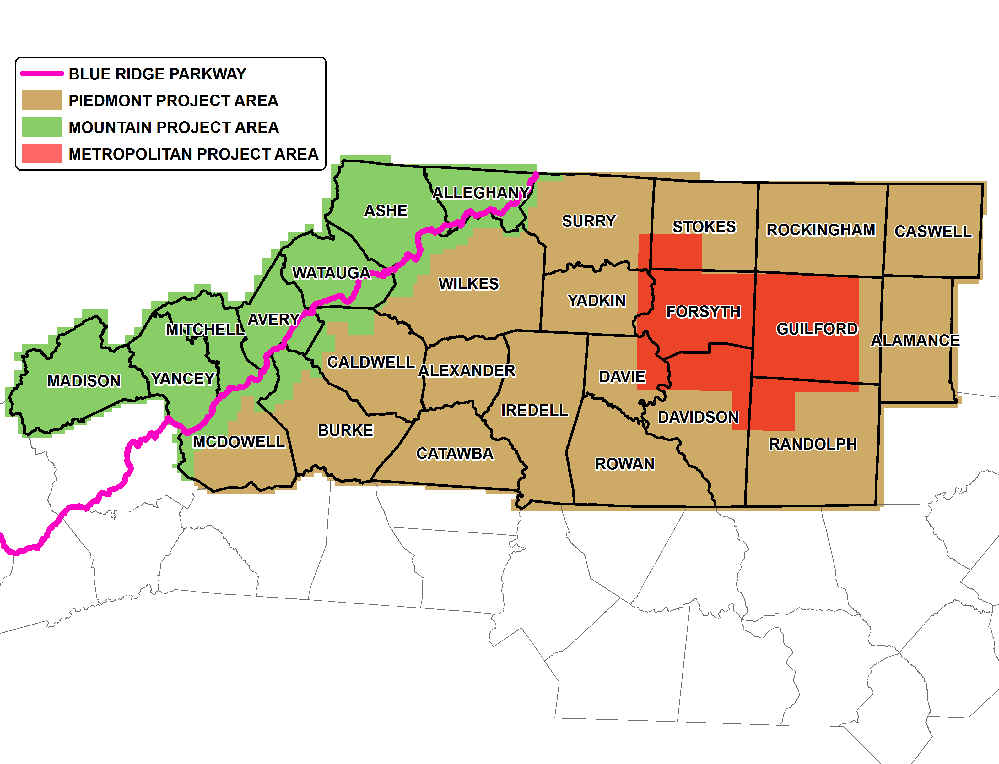 BLUE RIDGE PARKWAY
PIEDMONT PROJECT AREA
MOUNTAIN PROJECT AREA
METROPOLITAN PROJECT AREA
ALLEGHANY
ASHE
SURRY
STOKES
ROCKINGHAM
CASWELL
WATAUGA
WILKES
YADKIN
FORSYTH
AVERY
MITCHELL
GUILFORD
ALAMANCE
CALDWELL
ALEXANDER
DAVIE
MADISON
YANCEY
IREDELL
DAVIDSON
BURKE
MCDOWELL
RANDOLPH
CATAWBA
ROWAN